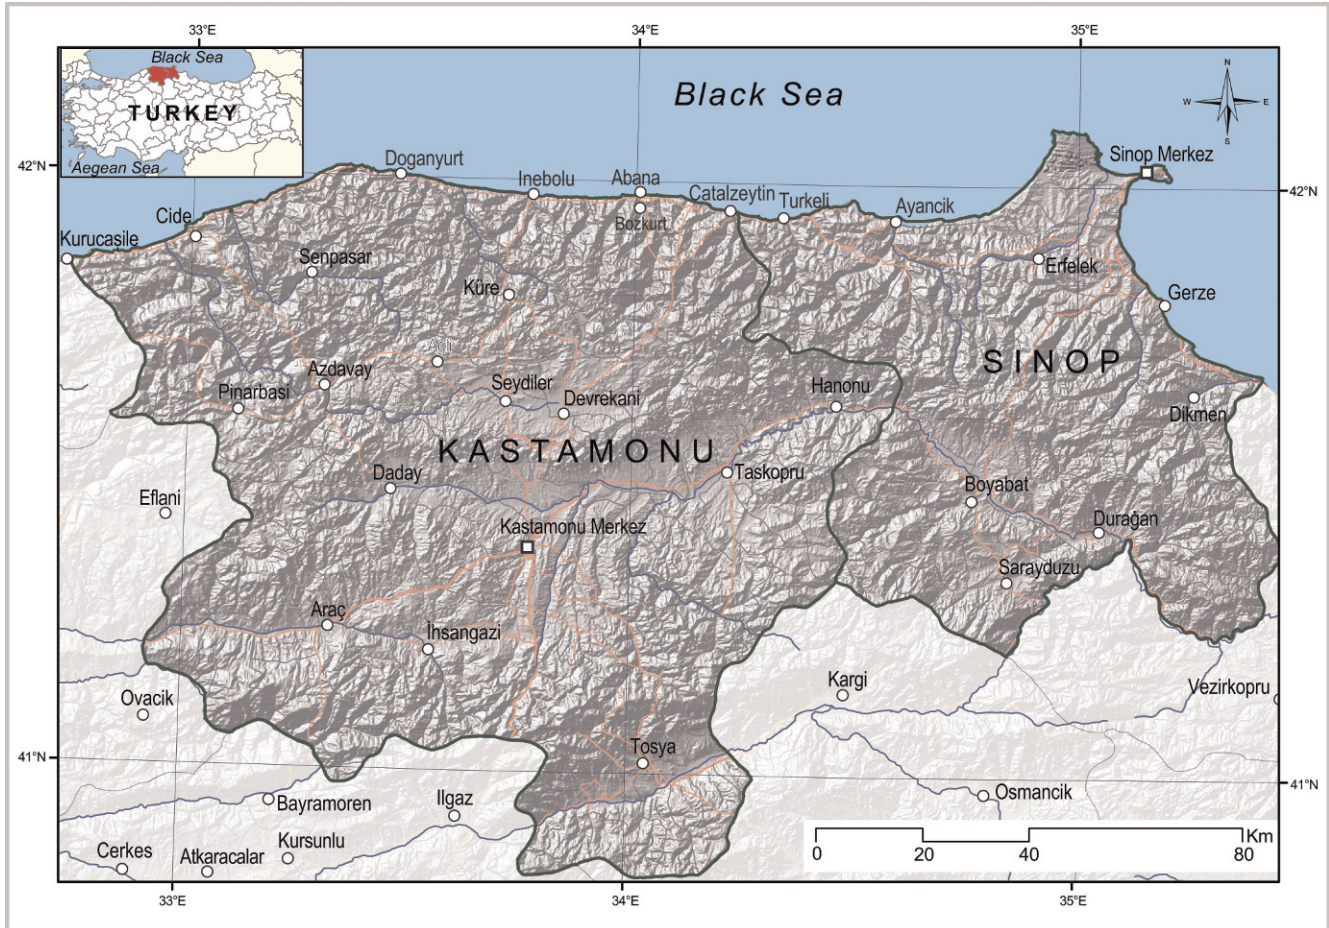 33°E
34°E
35°E
Black Sea
TURKEY
Aegean Sea
Black Sea
N
W
E
S
42°N
42°N
Doganyurt
Inebolu
Abana
Catalzeytin
Turkeli
Ayancik
Sinop Merkez
Cide
Bozkurt
Kurucasile
Senpasar
Küre
Erfelek
Gerze
Agli
SINOP
Azdavay
Pinarbasi
Seydiler
Devrekani
Hanonu
Dikmen
KASTAMONU
Daday
Taskopru
Boyabat
Eflani
Kastamonu Merkez
Durağan
Sarayduzu
Araç
İhsangazi
Ovacik
Kargi
Vezirkopru
41°N
Tosya
41°N
Bayramoren
Ilgaz
Osmancik
Kursunlu
Cerkes
Atkaracalar
0
20
40
80
Km
33°E
34°E
35°E